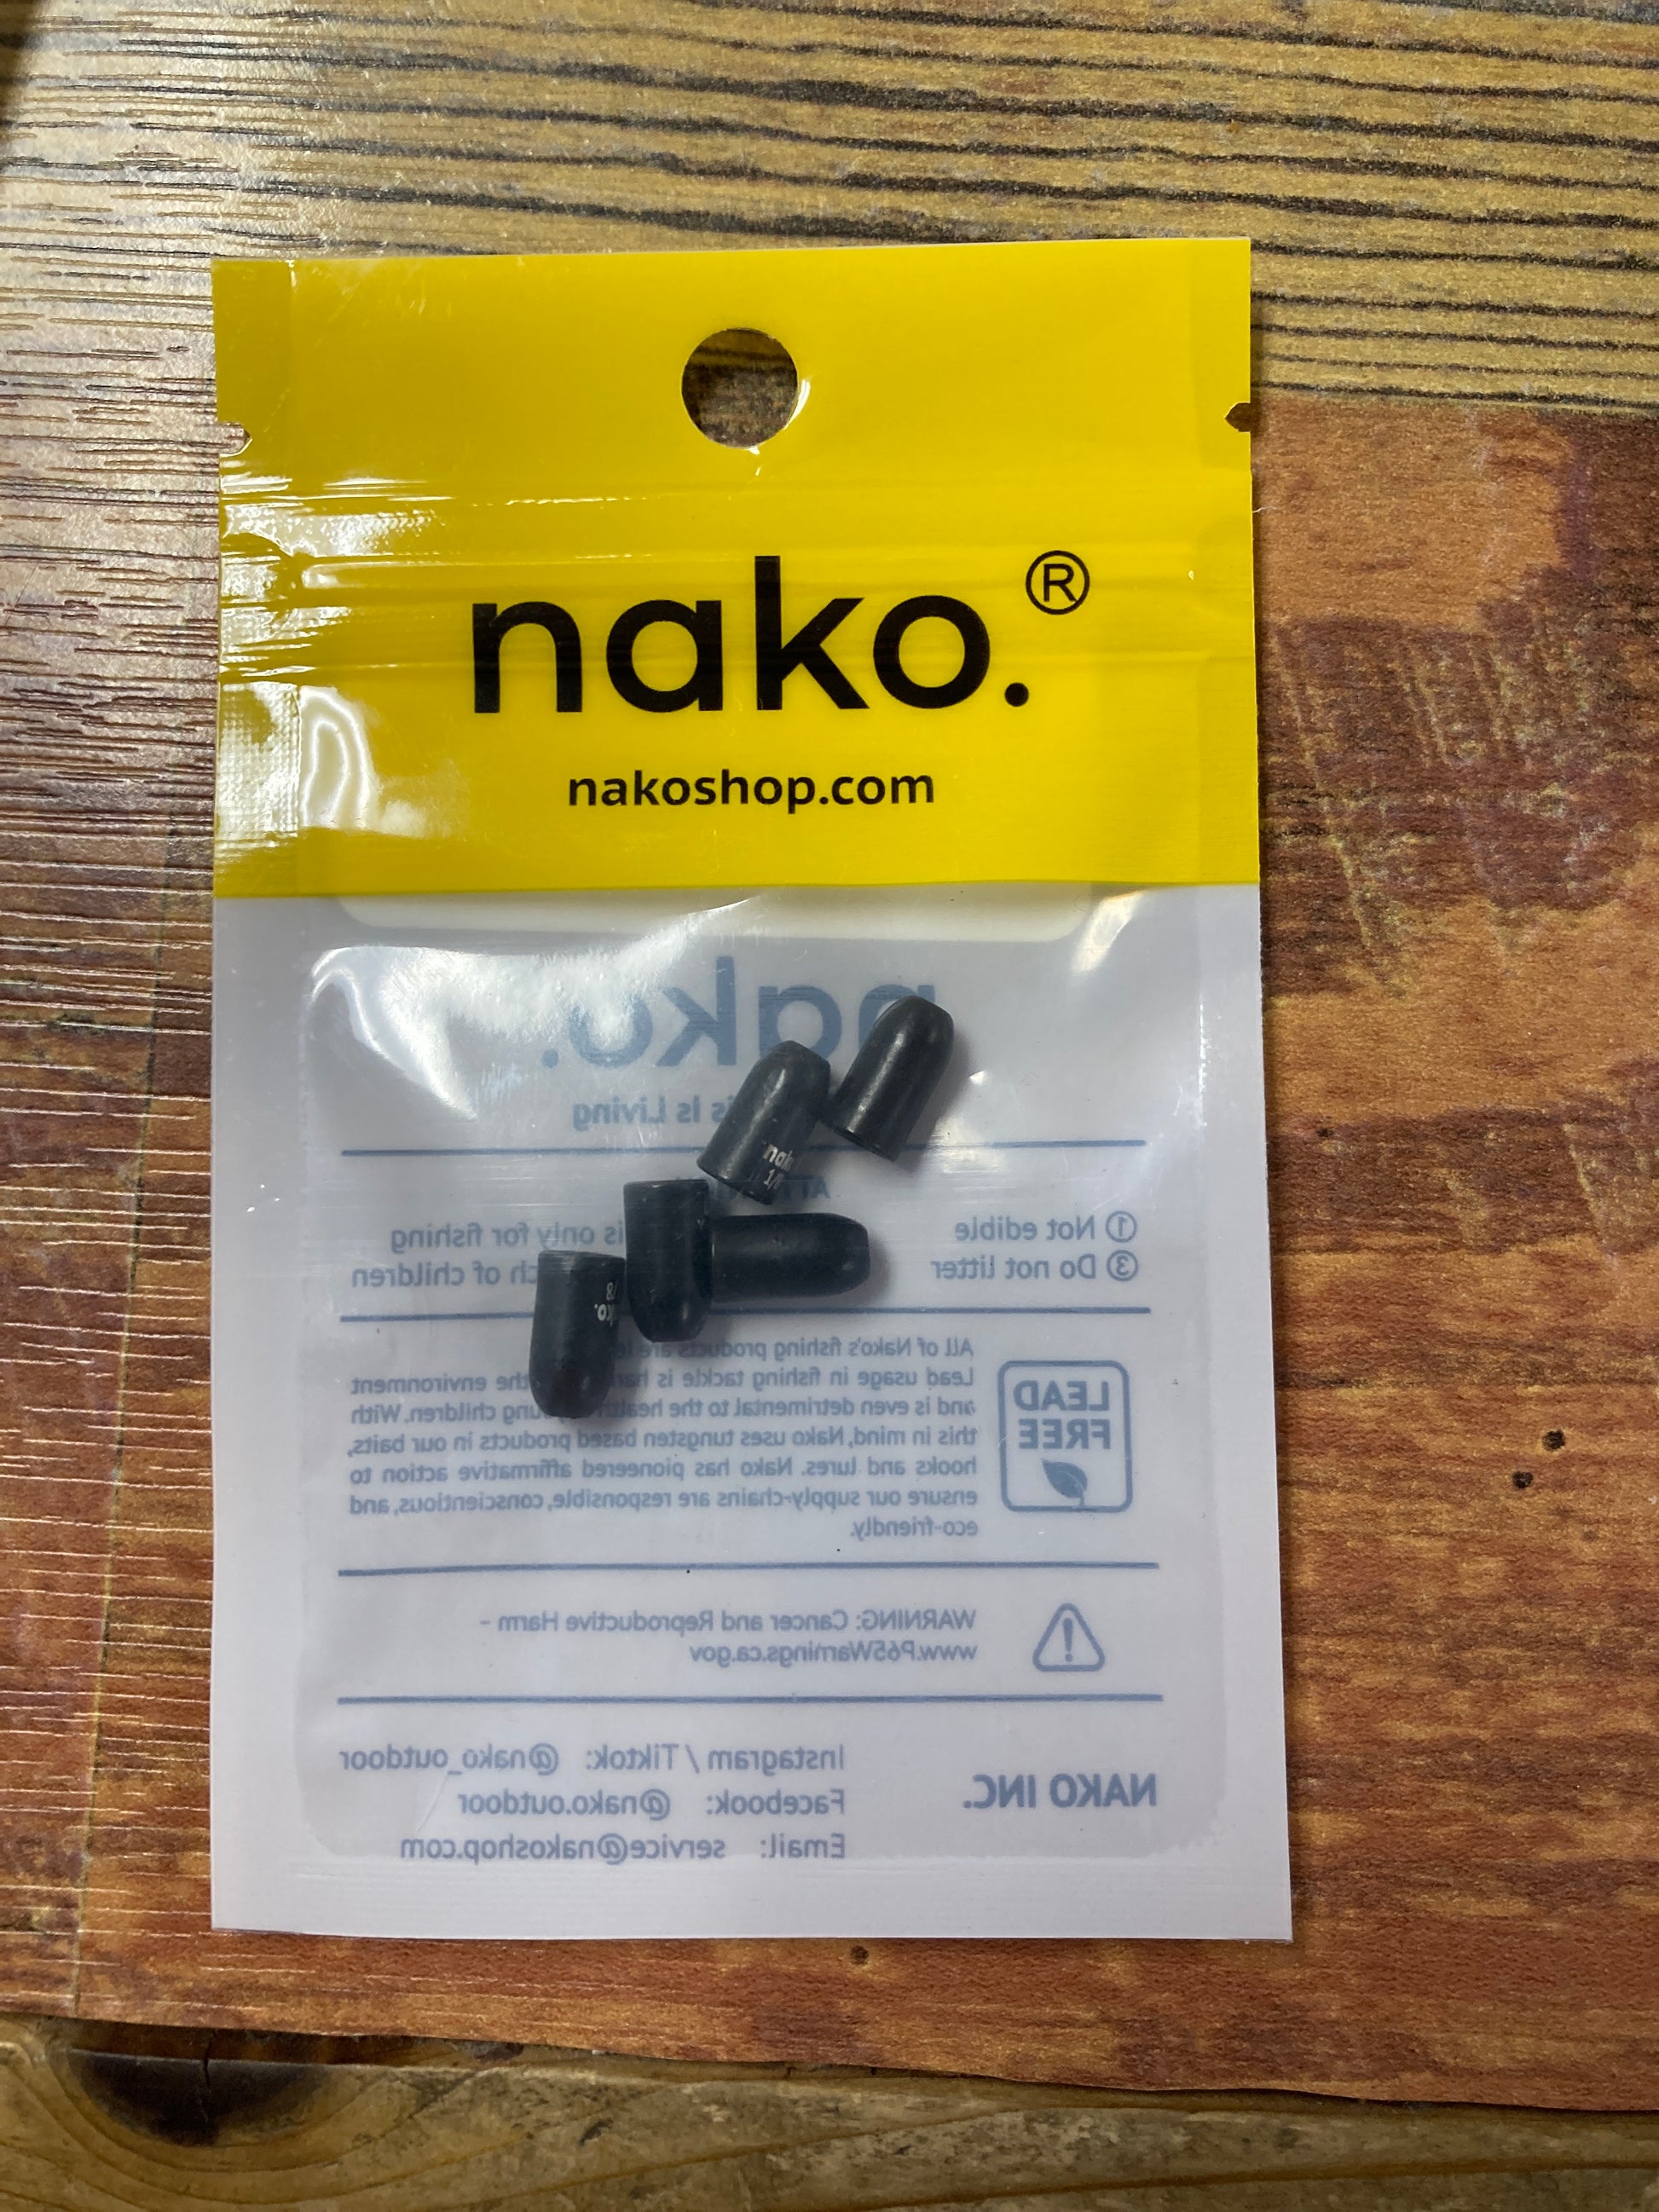 nako.®
nakoshop.com
nako.
Is Living
① Not edible is only for fishing
③ Do not litter of children
All of Nako's fishing products are
Lead usage in fishing tackle is the environment
and is even detrimental to the health young children. With
this in mind, Nako uses tungsten based products in our baits,
hooks and lures. Nako has pioneered affirmative action to
ensure our supply-chains are responsible, conscientious, and
eco-friendly.
LEAD
FREE
WARNING: Cancer and Reproductive Harm -
www.P65Warnings.ca.gov
NAKO INC.
Instagram / Tiktok: @nako_outdoor
Facebook: @nako.outdoor
Email: service@nakoshop.com